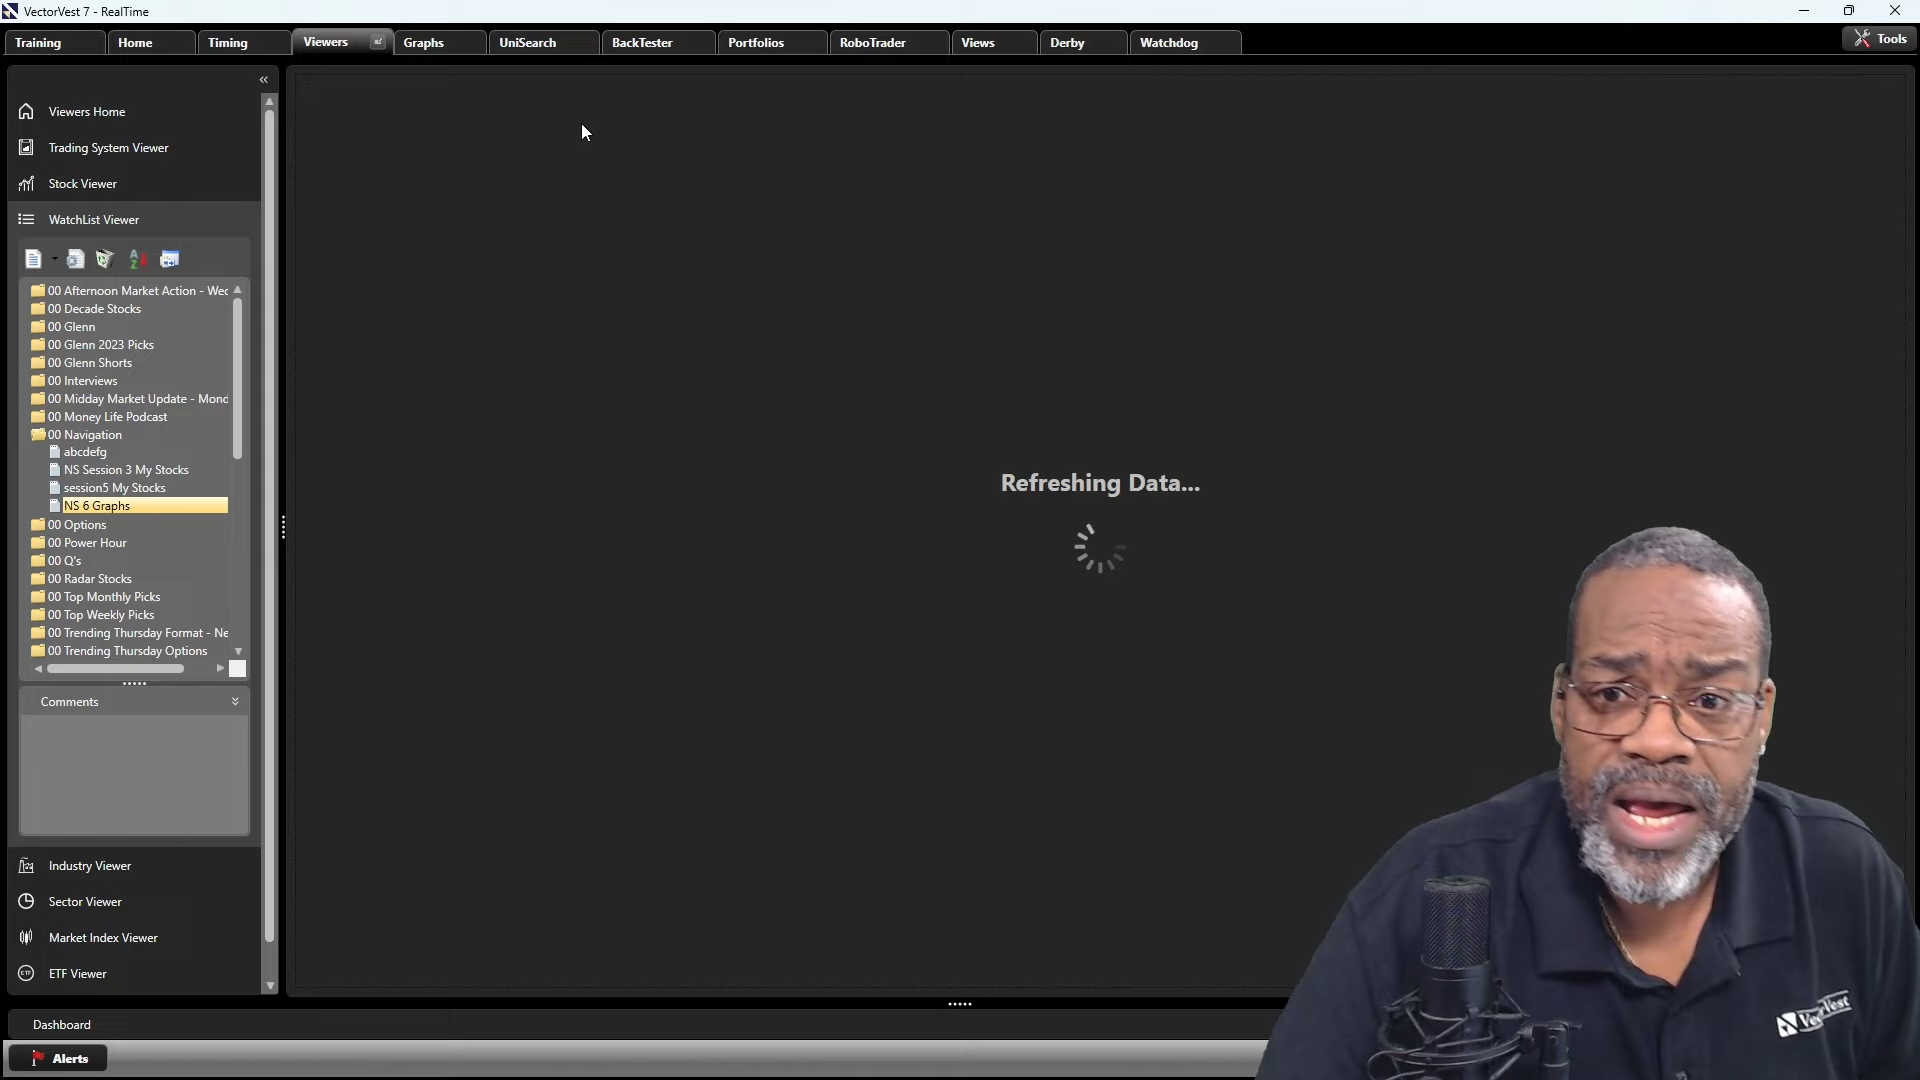 VectorVest 7 - RealTime
Training
Home
Timing
Viewers
Graphs
UniSearch
BackTester
Portfolios
RoboTrader
Views
Derby
Watchdog
Tools
Viewers Home
Trading System Viewer
Stock Viewer
WatchList Viewer
00 Afternoon Market Action - Wec
00 Decade Stocks
00 Glenn
00 Glenn 2023 Picks
00 Glenn Shorts
00 Interviews
00 Midday Market Update - Mond
00 Money Life Podcast
00 Navigation
abcdefg
NS Session 3 My Stocks
session5 My Stocks
NS 6 Graphs
00 Options
00 Power Hour
00 Q's
00 Radar Stocks
00 Top Monthly Picks
00 Top Weekly Picks
00 Trending Thursday Format - Ne
00 Trending Thursday Options
Comments
Industry Viewer
Sector Viewer
Market Index Viewer
ETF Viewer
Dashboard
Alerts
Refreshing Data...
VectorVest